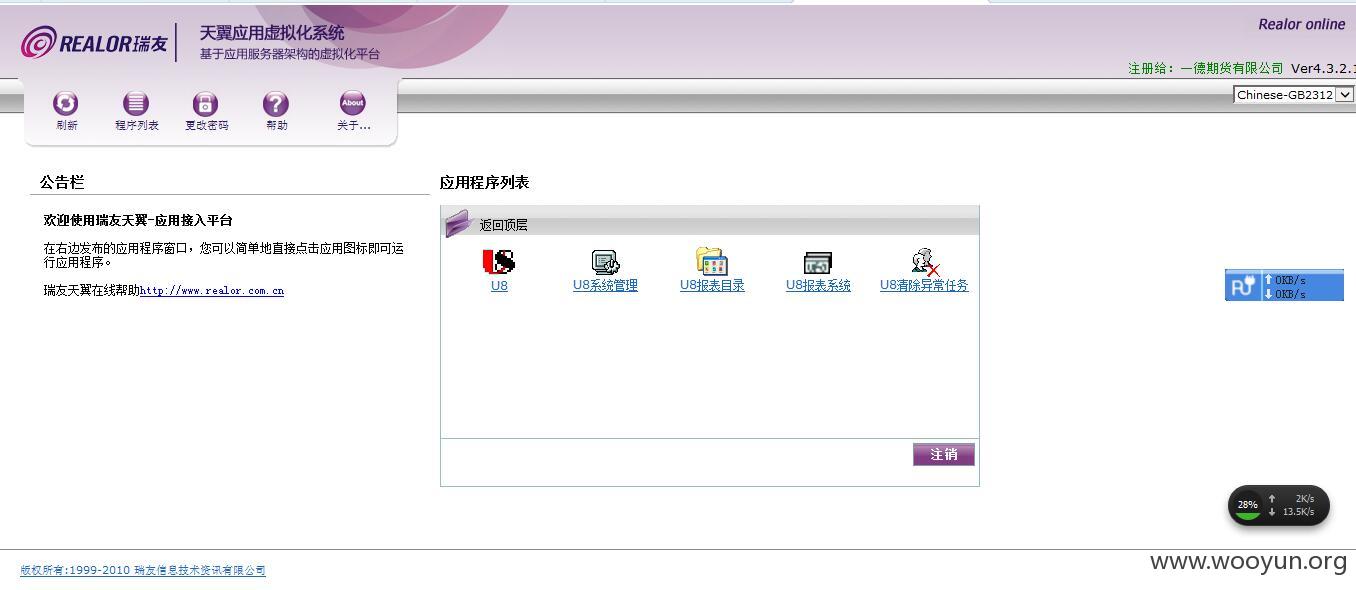 REALOR瑞友
天翼应用虚拟化系统
基于应用服务器架构的虚拟化平台
Realor online
注册给：一德期货有限公司 Ver4.3.2.1
Chinese-GB2312
刷新
程序列表
更改密码
帮助
About
关于...
公告栏
欢迎使用瑞友天翼-应用接入平台
在右边发布的应用程序窗口，您可以简单地直接点击应用图标即可运
行应用程序。
瑞友天翼在线帮助http://www.realor.com.cn
应用程序列表
返回顶层
U8
U8系统管理
U8报表目录
U8报表系统
U8清除异常任务
注销
0KB/s
0KB/s
28%
2K/s
13.5K/s
版权所有:1999-2010 瑞友信息技术资讯有限公司
www.wooyun.org